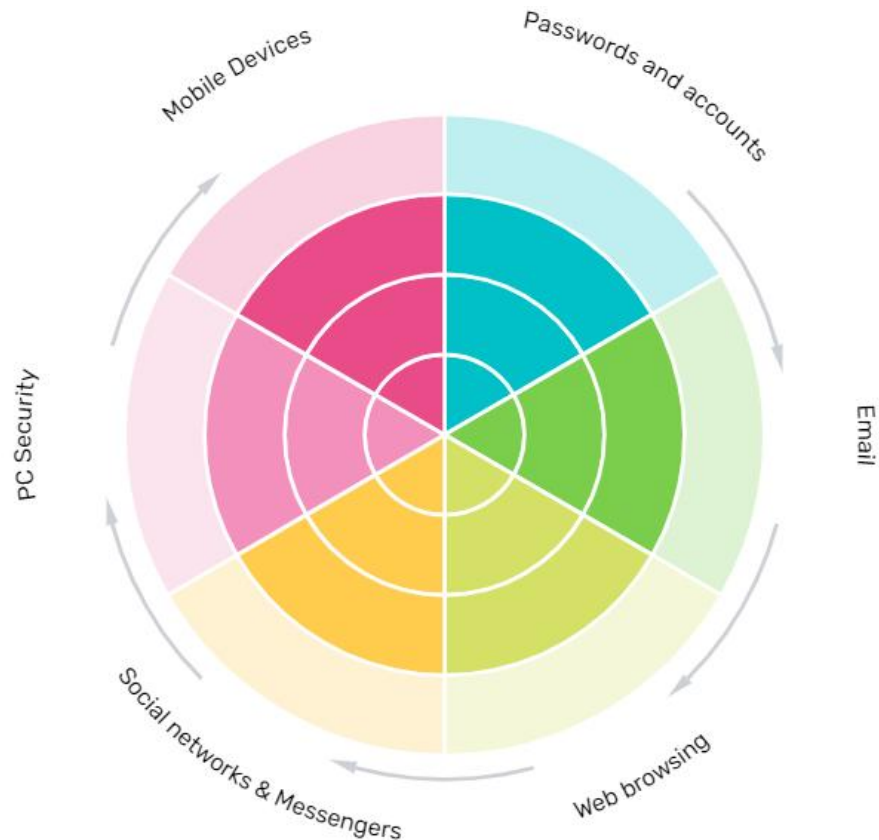 Mobile Devices
Passwords and accounts
PC Security
Email
Social networks & Messengers
Web browsing